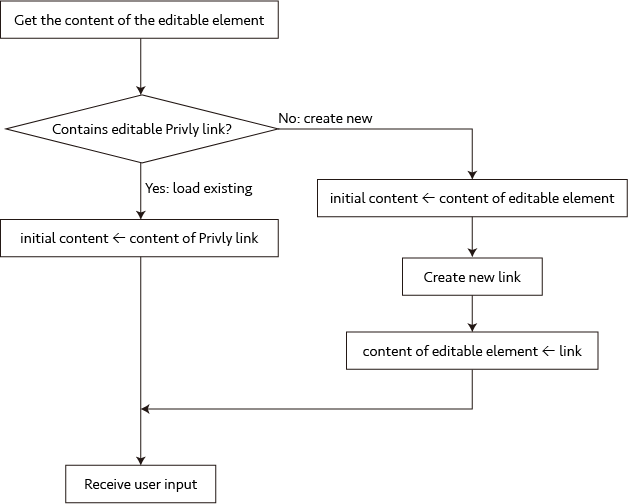 Get the content of the editable element
Contains editable Privly link?
No: create new
Yes: load existing
initial content ← content of editable element
initial content ← content of Privly link
Create new link
content of editable element ← link
Receive user input